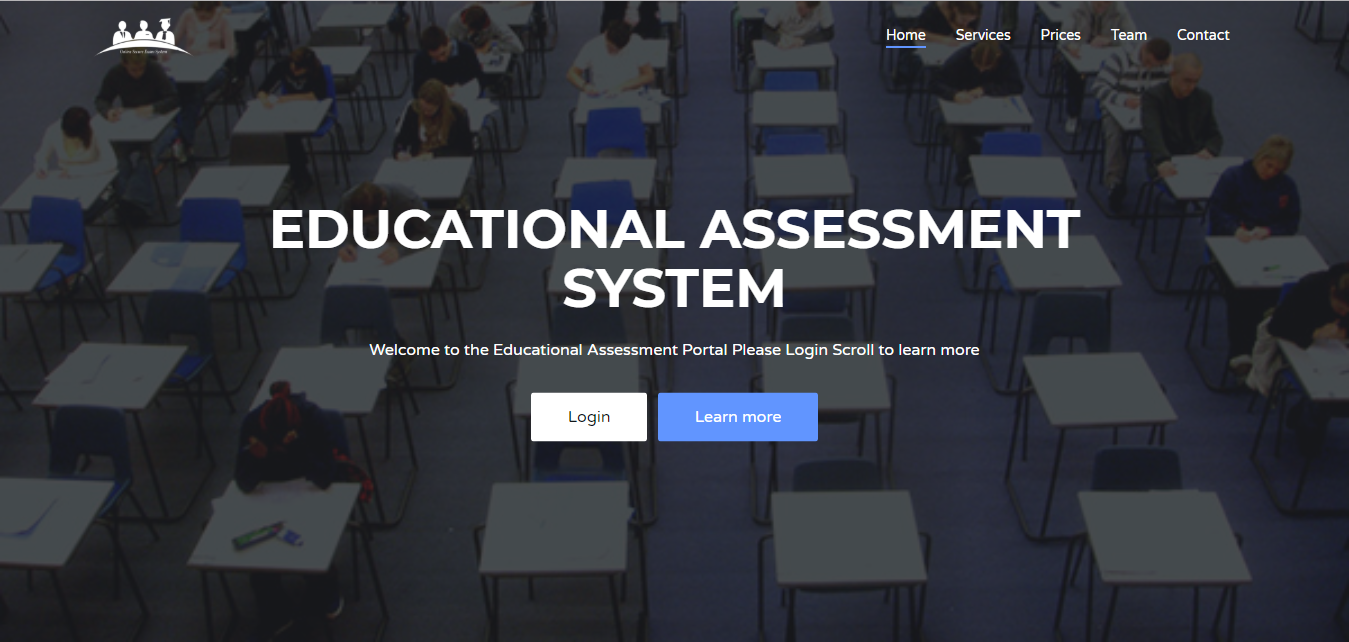 Home Services Prices Team Contact
EDUCATIONAL ASSESSMENT
SYSTEM
Welcome to the Educational Assessment Portal Please Login Scroll to learn more
Login Learn more